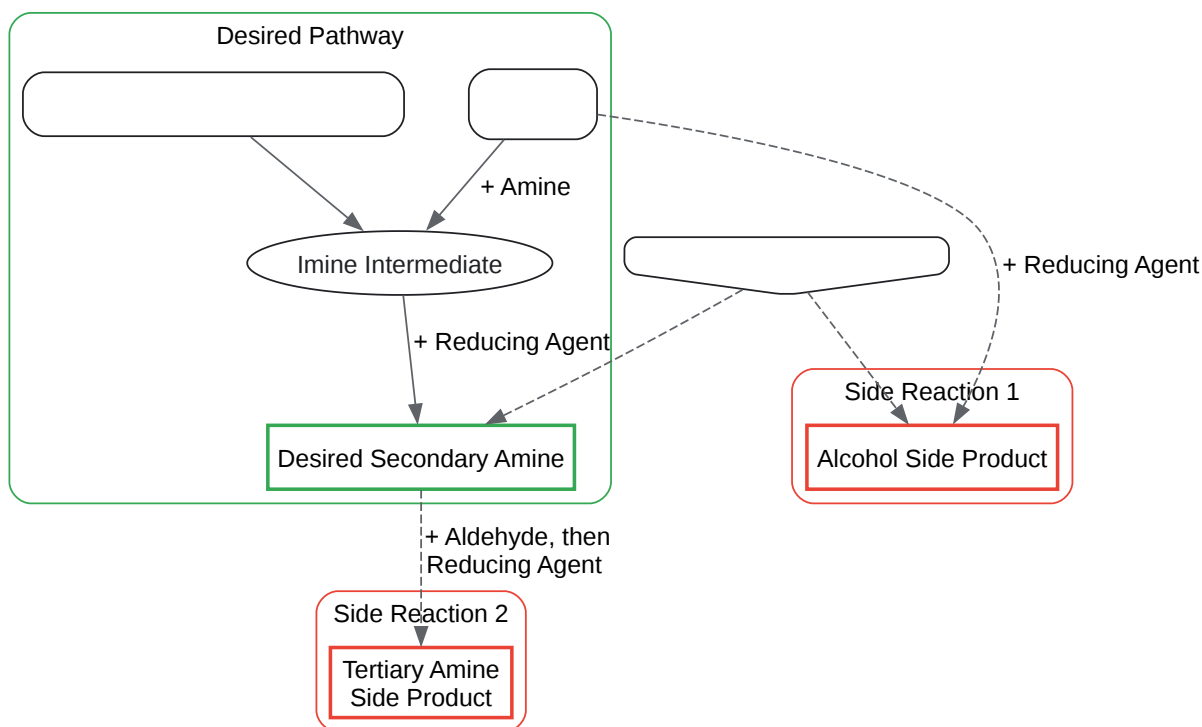 Desired Pathway
+ Amine
Imine Intermediate
+ Reducing Agent
+ Reducing Agent
Side Reaction 1
Desired Secondary Amine
Alcohol Side Product
+ Aldehyde, then
Reducing Agent
Side Reaction 2
Tertiary Amine
Side Product